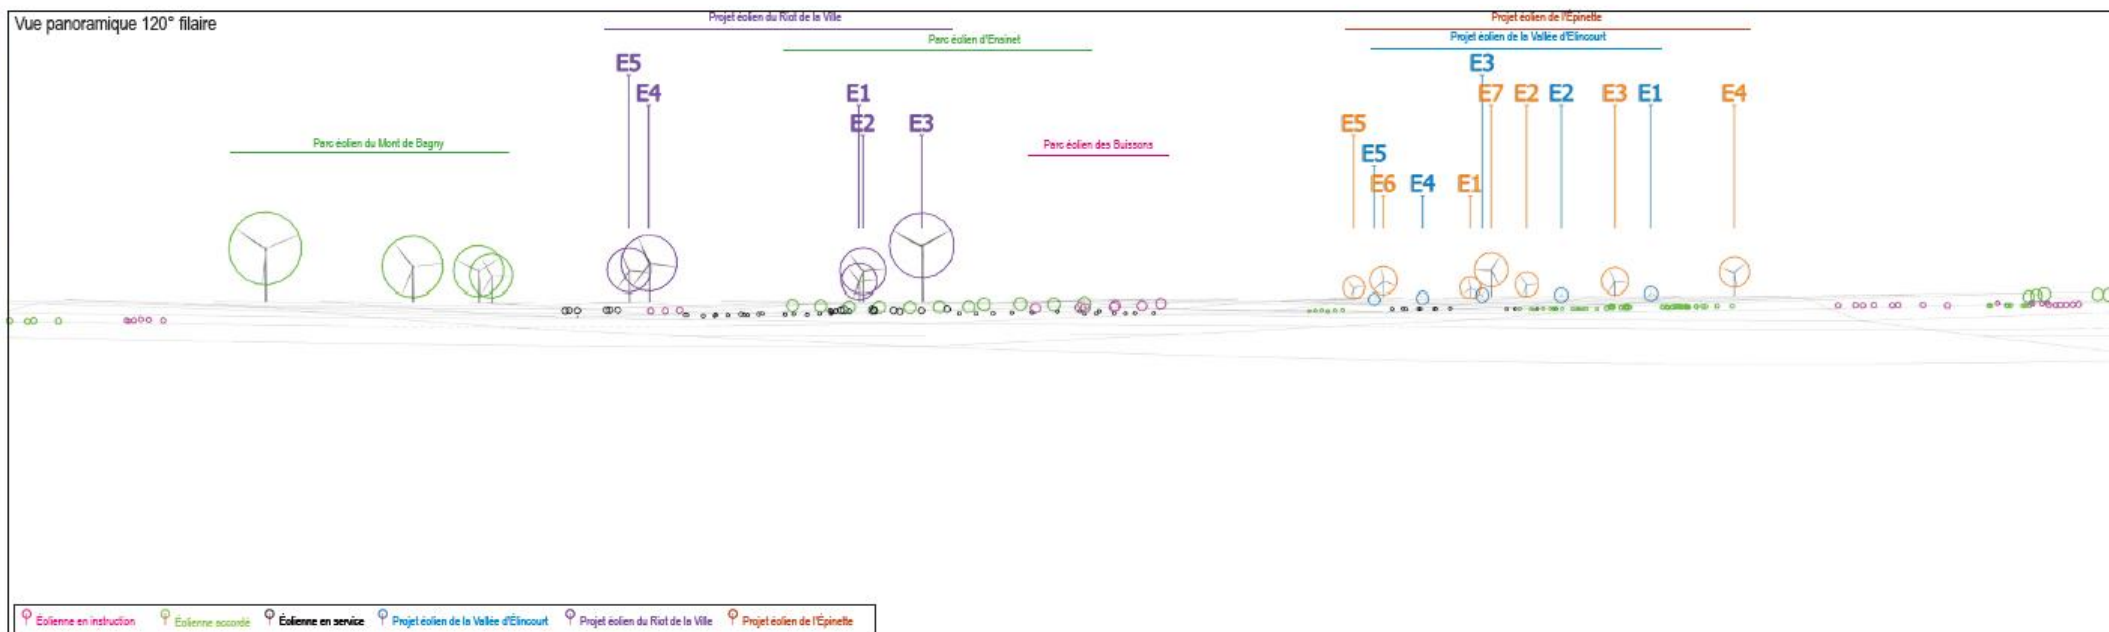 Vue panoramique 120° filaire
Projet éolien du Riot de la Ville
Projet éolien de l'Épinette
Parc éolien d'Ensinet
Projet éolien de la Vallée d'Elincourt
E5
E3
E4
E1
E7
E2
E2
E3
E1
E4
E2
E3
E5
Parc éolien du Mont de Bagny
Parc éolien des Buissons
E5
E6
E4
E1
Éolienne en instruction
Éolienne accordé
Éolienne en service
Projet éolien de la Vallée d'Élincourt
Projet éolien du Riot de la Ville
Projet éolien de l'Épinette